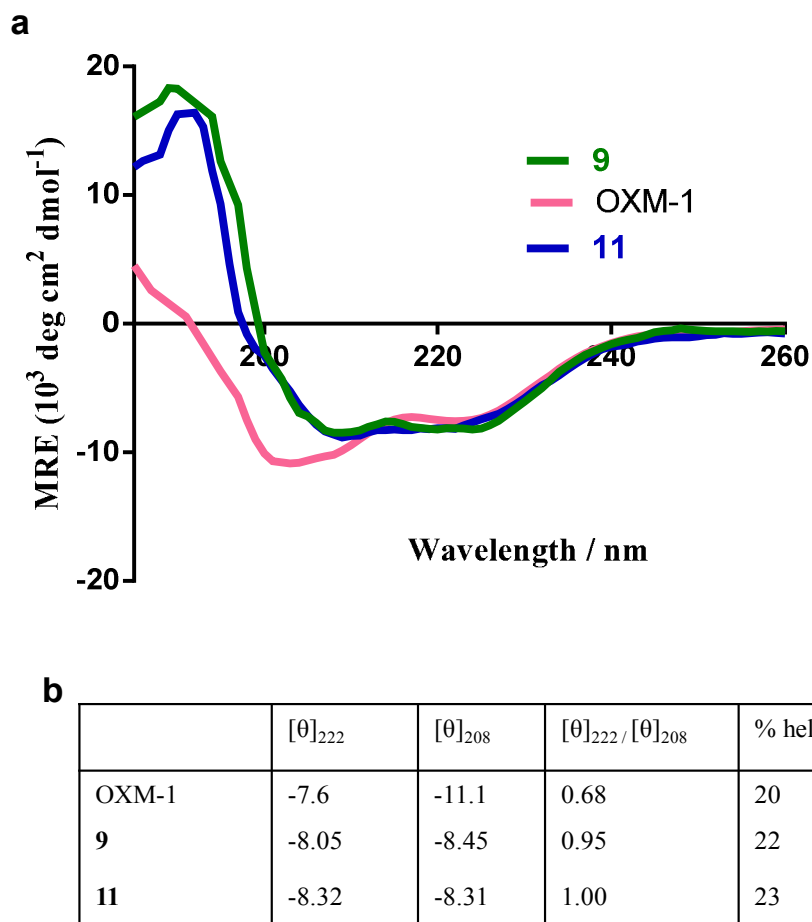 a
MRE (10³ deg cm² dmol⁻¹)
20
10
0
-10
-20
200
220
240
260
9
OXM-1
11
Wavelength / nm
b
[θ]₂₂₂ [θ]₂₀₈ [θ]₂₂₂ / [θ]₂₀₈ % hel
OXM-1 -7.6 -11.1 0.68 20
9 -8.05 -8.45 0.95 22
11 -8.32 -8.31 1.00 23